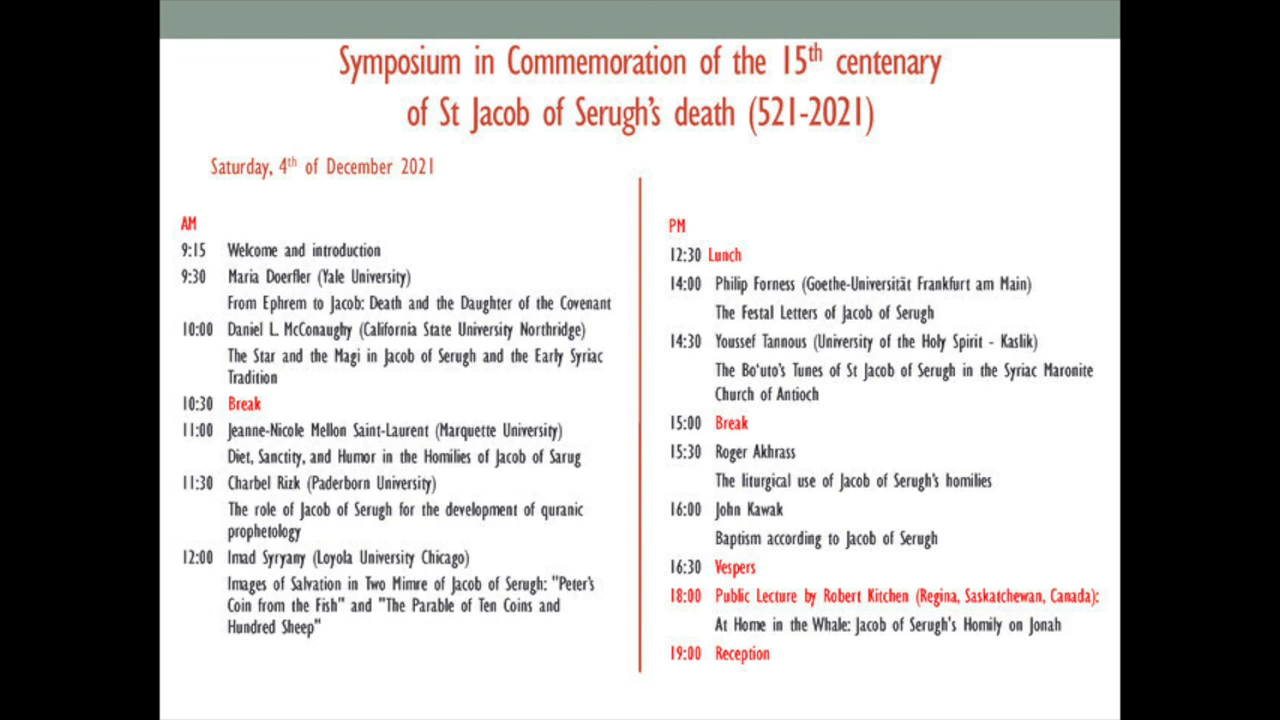 Symposium in Commemoration of the 15th centenary
of St Jacob of Serugh's death (521-2021)
Saturday, 4th of December 2021
AM
9:15 Welcome and introduction
9:30 Maria Doerfler (Yale University)
From Ephrem to Jacob: Death and the Daughter of the Covenant
10:00 Daniel L. McConaughy (California State University Northridge)
The Star and the Magi in Jacob of Serugh and the Early Syriac
Tradition
10:30 Break
11:00 Jeanne-Nicole Mellon Saint-Laurent (Marquette University)
Diet, Sanctity, and Humor in the Homilies of Jacob of Sarug
11:30 Charbel Rizk (Paderborn University)
The role of Jacob of Serugh for the development of quranic
prophetology
12:00 Imad Syryany (Loyola University Chicago)
Images of Salvation in Two Mimre of Jacob of Serugh: "Peter's
Coin from the Fish" and "The Parable of Ten Coins and
Hundred Sheep"
PM
12:30 Lunch
14:00 Philip Forness (Goethe-Universität Frankfurt am Main)
The Festal Letters of Jacob of Serugh
14:30 Youssef Tannous (University of the Holy Spirit - Kaslik)
The Bo'uto's Tunes of St Jacob of Serugh in the Syriac Maronite
Church of Antioch
15:00 Break
15:30 Roger Akhrass
The liturgical use of Jacob of Serugh's homilies
16:00 John Kawak
Baptism according to Jacob of Serugh
16:30 Vespers
18:00 Public Lecture by Robert Kitchen (Regina, Saskatchewan, Canada):
At Home in the Whale: Jacob of Serugh's Homily on Jonah
19:00 Reception